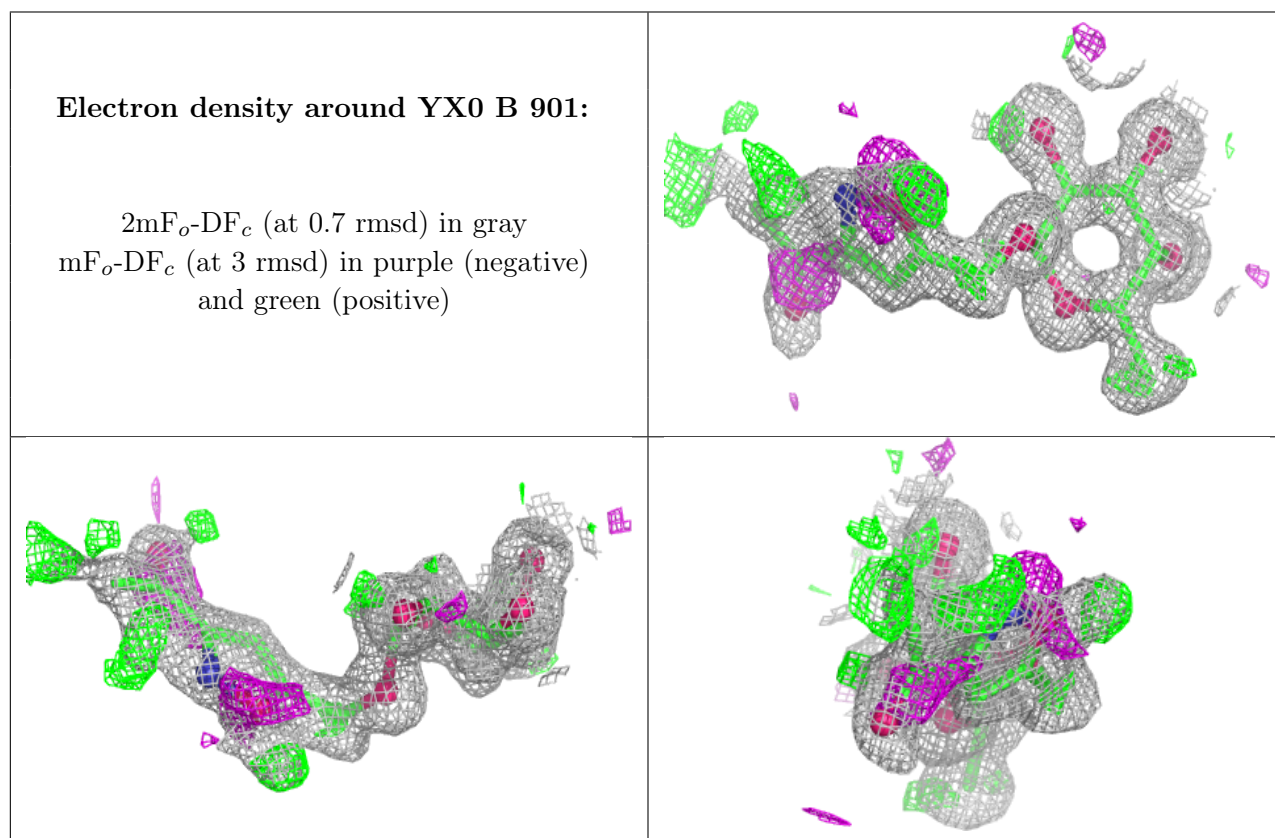 Electron density around YX0 B 901:
2mFo-DFc (at 0.7 rmsd) in gray
mFo-DFc (at 3 rmsd) in purple (negative)
and green (positive)